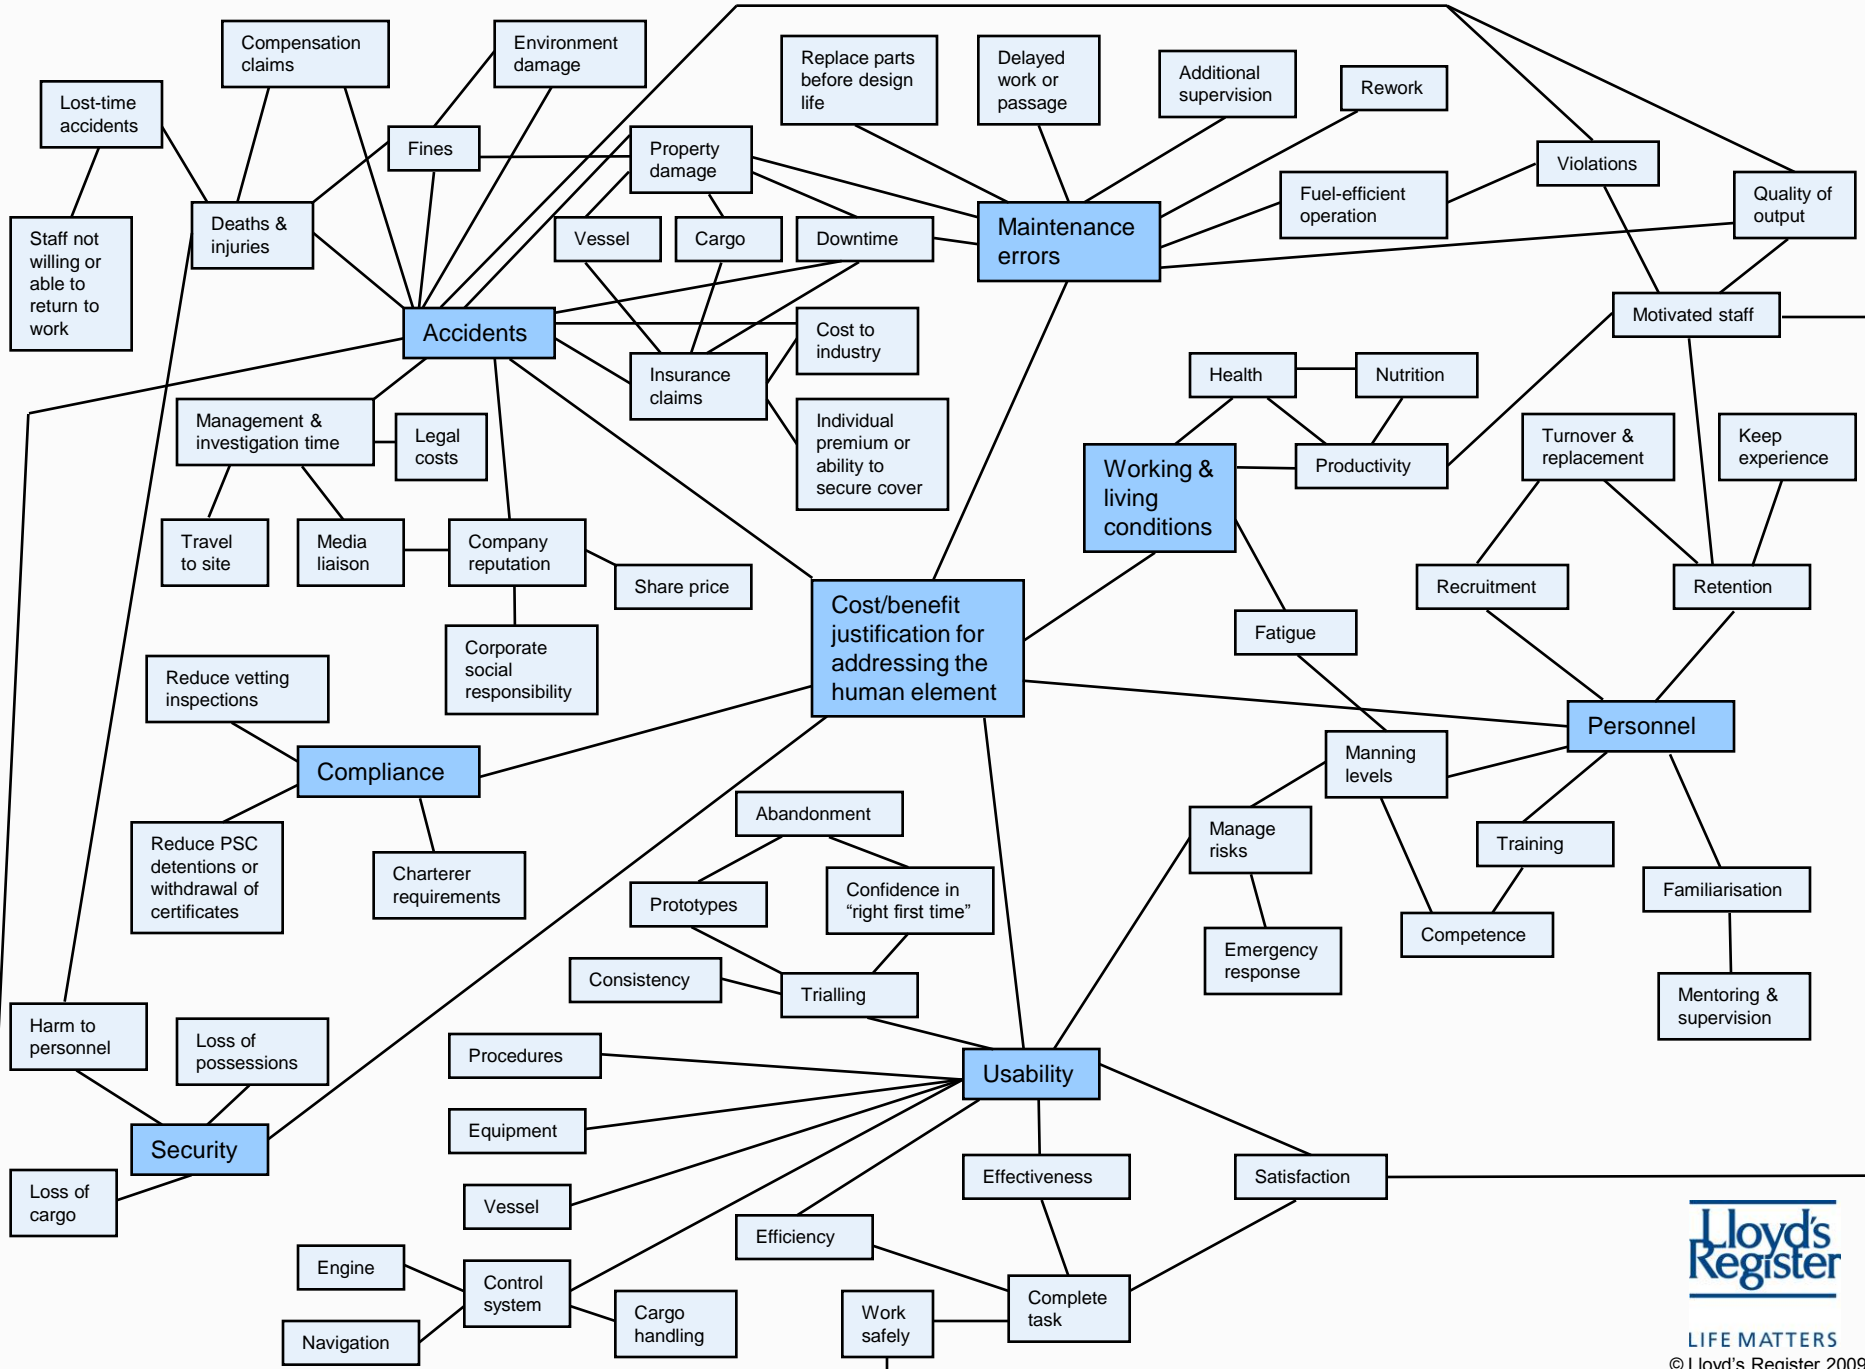 Compensation
claims
Environment
damage
Replace parts
before design
life
Delayed
work or
passage
Additional
supervision
Rework
Lost-time
accidents
Fines
Property
damage
Violations
Fuel-efficient
operation
Quality of
output
Staff not
willing or
able to
return to
work
Deaths &
injuries
Vessel
Cargo
Downtime
Maintenance
errors
Motivated staff
Accidents
Cost to
industry
Insurance
claims
Health
Nutrition
Management &
investigation time
Legal
costs
Individual
premium or
ability to
secure cover
Working &
living
conditions
Productivity
Turnover &
replacement
Keep
experience
Travel
to site
Media
liaison
Company
reputation
Share price
Recruitment
Retention
Cost/benefit
justification for
addressing the
human element
Fatigue
Corporate
social
responsibility
Reduce vetting
inspections
Personnel
Compliance
Manning
levels
Abandonment
Manage
risks
Training
Reduce PSC
detentions or
withdrawal of
certificates
Charterer
requirements
Prototypes
Confidence in
“right first time”
Familiarisation
Competence
Emergency
response
Consistency
Trialling
Mentoring &
supervision
Harm to
personnel
Loss of
possessions
Procedures
Usability
Equipment
Security
Effectiveness
Satisfaction
Loss of
cargo
Vessel
Efficiency
Engine
Control
system
Navigation
Cargo
handling
Work
safely
Complete
task
Lloyd's
Register
LIFE MATTERS
© Lloyd's Register 2009